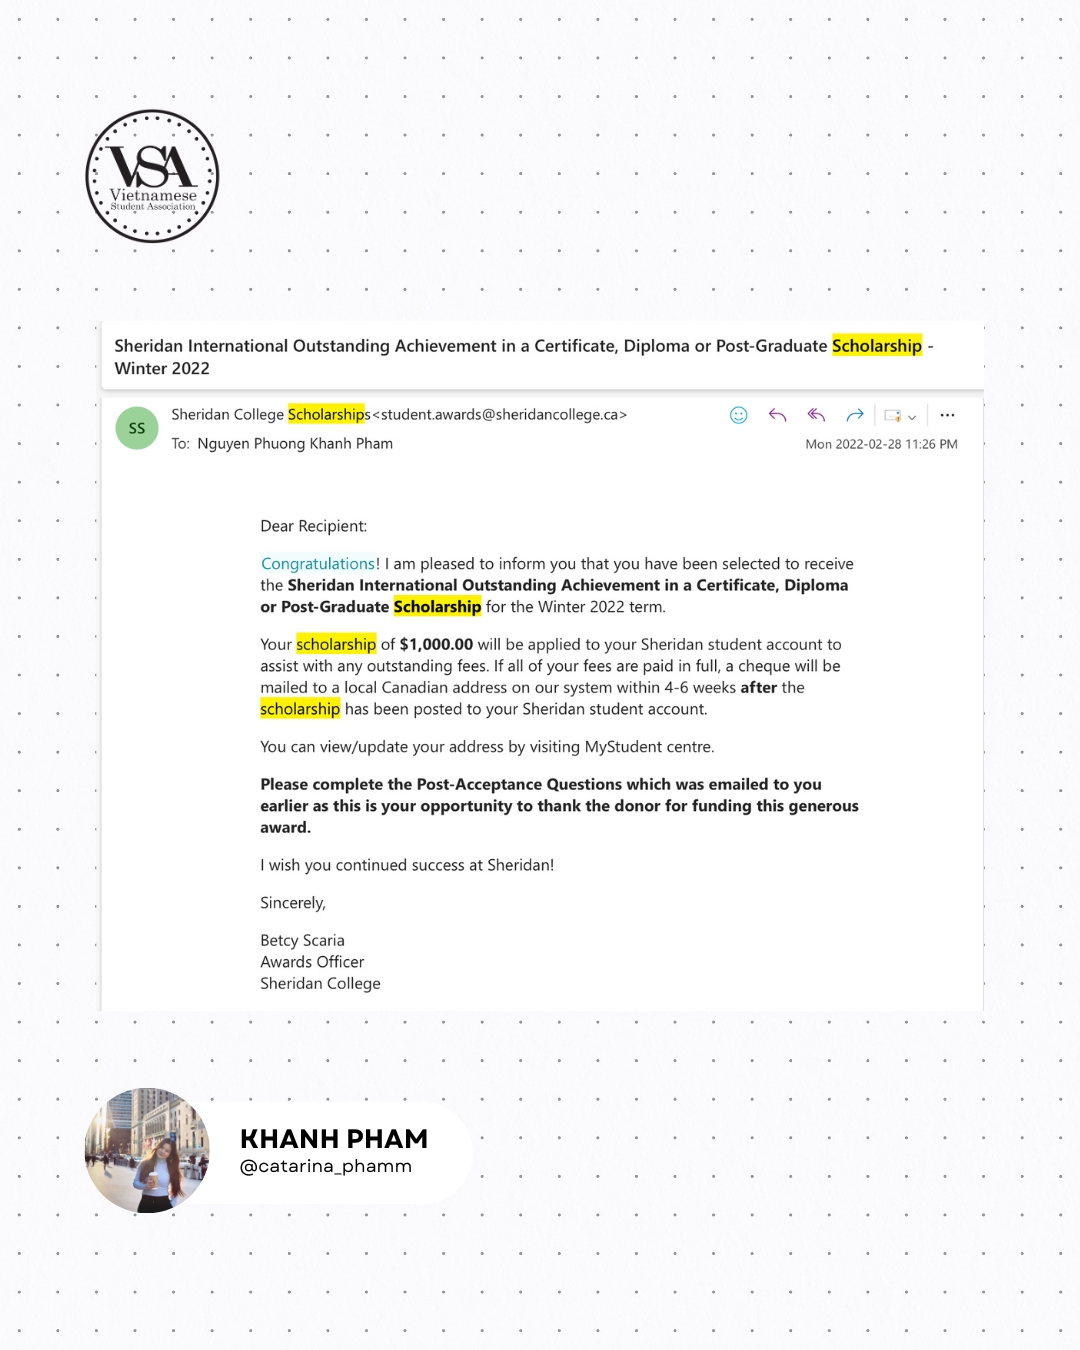 VSA
Vietnamese
Student Association
Sheridan International Outstanding Achievement in a Certificate, Diploma or Post-Graduate Scholarship -
Winter 2022
SS
Sheridan College Scholarships<student.awards@sheridancollege.ca>
To: Nguyen Phuong Khanh Pham
Mon 2022-02-28 11:26 PM
Dear Recipient:
Congratulations! I am pleased to inform you that you have been selected to receive
the Sheridan International Outstanding Achievement in a Certificate, Diploma
or Post-Graduate Scholarship for the Winter 2022 term.
Your scholarship of $1,000.00 will be applied to your Sheridan student account to
assist with any outstanding fees. If all of your fees are paid in full, a cheque will be
mailed to a local Canadian address on our system within 4-6 weeks after the
scholarship has been posted to your Sheridan student account.
You can view/update your address by visiting MyStudent centre.
Please complete the Post-Acceptance Questions which was emailed to you
earlier as this is your opportunity to thank the donor for funding this generous
award.
I wish you continued success at Sheridan!
Sincerely,
Betcy Scaria
Awards Officer
Sheridan College
KHANH PHAM
@catarina_phamm